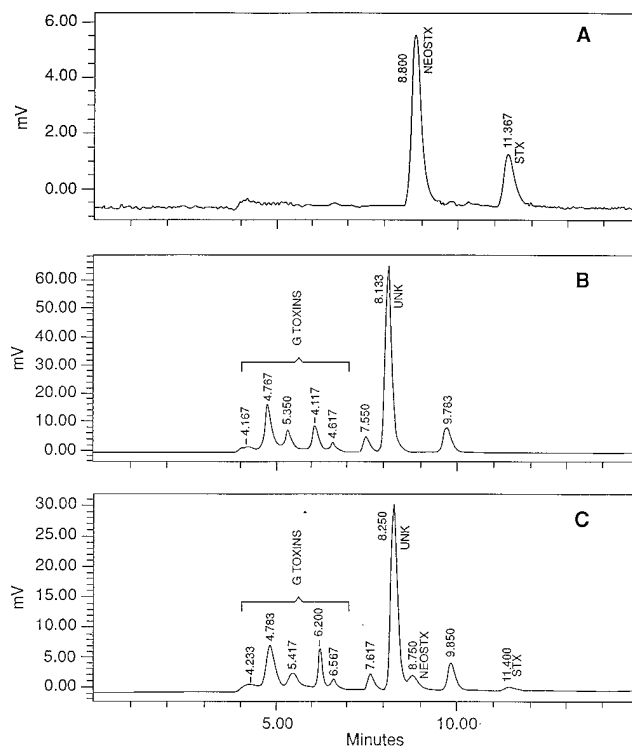 A
6.00
4.00
2.00
0.00
mV
8.800
NEOSTX
11.367
STX
B
60.00
50.00
40.00
30.00
20.00
10.00
0.00
mV
G TOXINS
4.167
4.767
5.350
4.117
4.617
7.550
8.133
UNK
9.783
C
30.00
25.00
20.00
15.00
10.00
5.00
0.00
mV
G TOXINS
4.233
4.783
5.417
6.200
6.567
7.617
8.250
UNK
8.750
NEOSTX
9.850
11.400
STX
5.00
10.00
Minutes